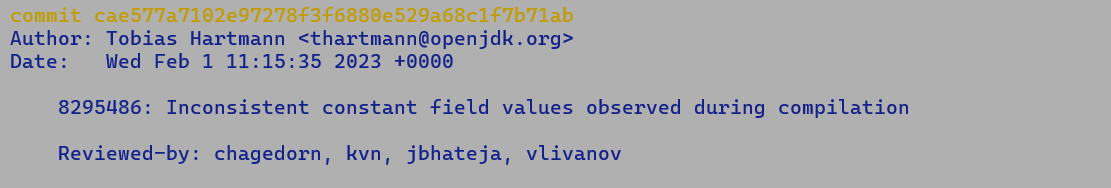 commit cae577a7102e97278f3f6880e529a68c1f7b71ab
Author: Tobias Hartmann <thartmann@openjdk.org>
Date:   Wed Feb 1 11:15:35 2023 +0000
8295486: Inconsistent constant field values observed during compilation
Reviewed-by: chagedorn, kvn, jbhateja, vlivanov